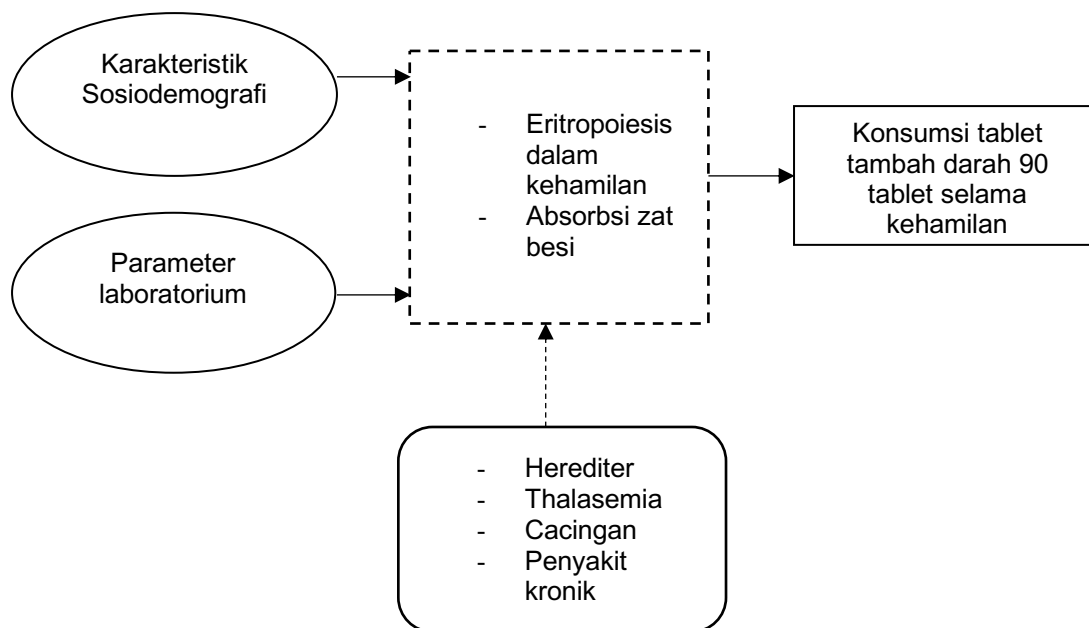 Karakteristik
Sosiodemografi
Parameter
laboratorium
- Eritropoiesis
dalam
kehamilan
- Absorbsi zat
besi
Konsumsi tablet
tambah darah 90
tablet selama
kehamilan
- Herediter
- Thalasemia
- Cacingan
- Penyakit
kronik